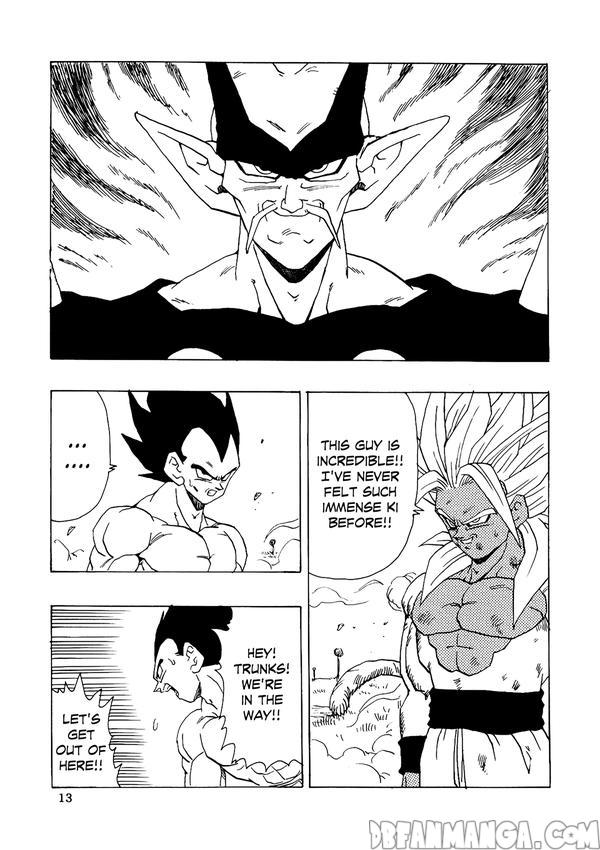 THIS GUY IS
INCREDIBLE!!
I'VE NEVER
FELT SUCH
IMMENSE KI
BEFORE!!
...
....
HEY!
TRUNKS!
WE'RE
IN THE
WAY!!
LET'S
GET
OUT OF
HERE!!
13
DBFANMANGA.COM